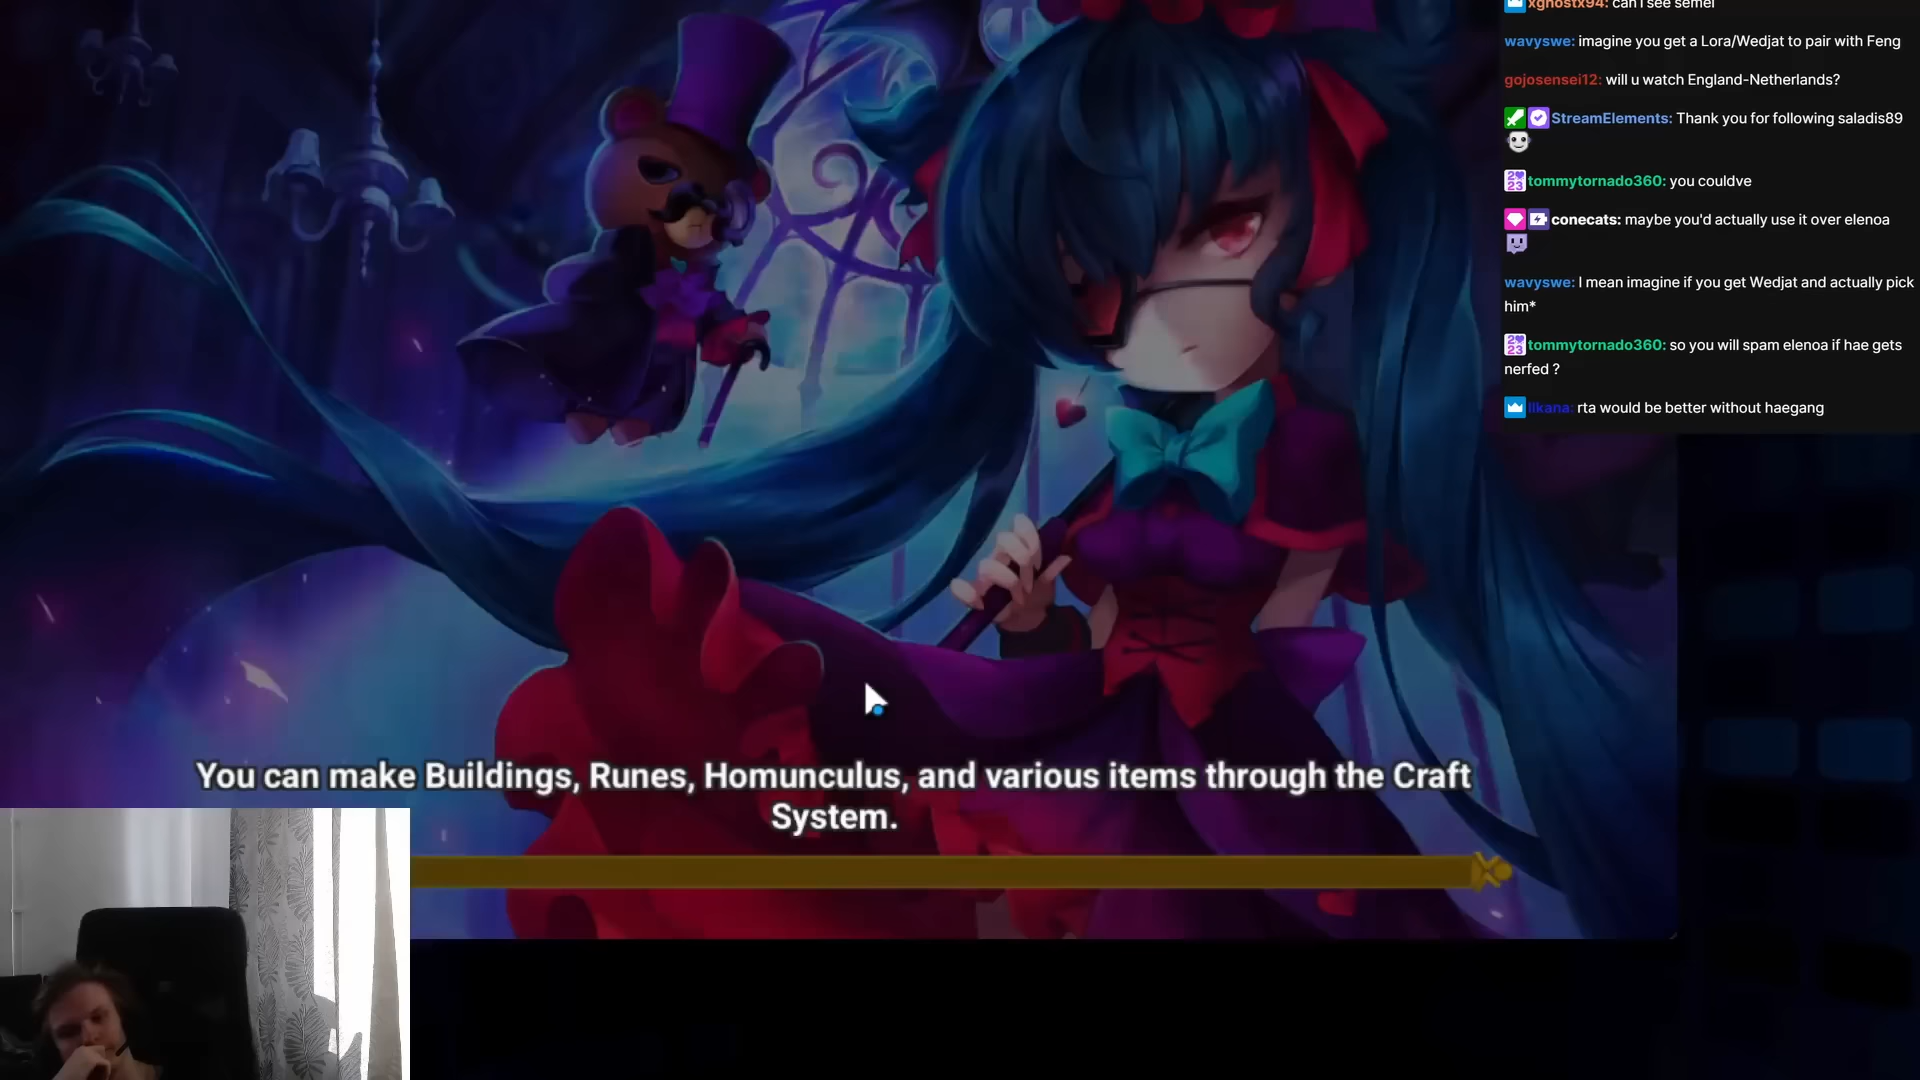 xghostx94: can i see semel
wavyswe: imagine you get a Lora/Wedjat to pair with Feng
gojosensei12: will u watch England-Netherlands?
StreamElements: Thank you for following saladis89
tommytornado360: you couldve
conecats: maybe you'd actually use it over elenoa
wavyswe: I mean imagine if you get Wedjat and actually pick
him*
tommytornado360: so you will spam elenoa if hae gets
nerfed ?
rta would be better without haegang
You can make Buildings, Runes, Homunculus, and various items through the Craft
System.